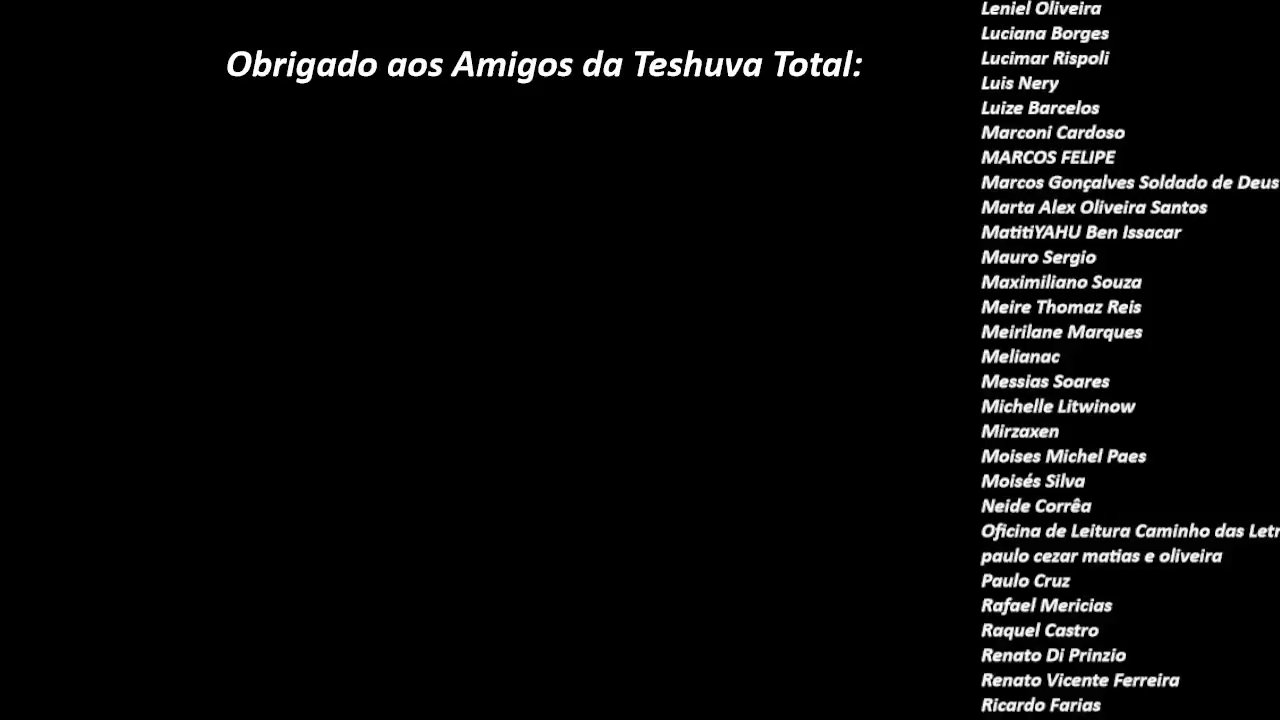 Obrigado aos Amigos da Teshuva Total:
Leniel Oliveira
Luciana Borges
Lucimar Rispoli
Luis Nery
Luize Barcelos
Marconi Cardoso
MARCOS FELIPE
Marcos Gonçalves Soldado de Deus
Marta Alex Oliveira Santos
MatitiYAHU Ben Issacar
Mauro Sergio
Maximiliano Souza
Meire Thomaz Reis
Meirilane Marques
Melianac
Messias Soares
Michelle Litwinow
Mirzaxen
Moises Michel Paes
Moisés Silva
Neide Corrêa
Oficina de Leitura Caminho das Letr
paulo cezar matias e oliveira
Paulo Cruz
Rafael Mericias
Raquel Castro
Renato Di Prinzio
Renato Vicente Ferreira
Ricardo Farias